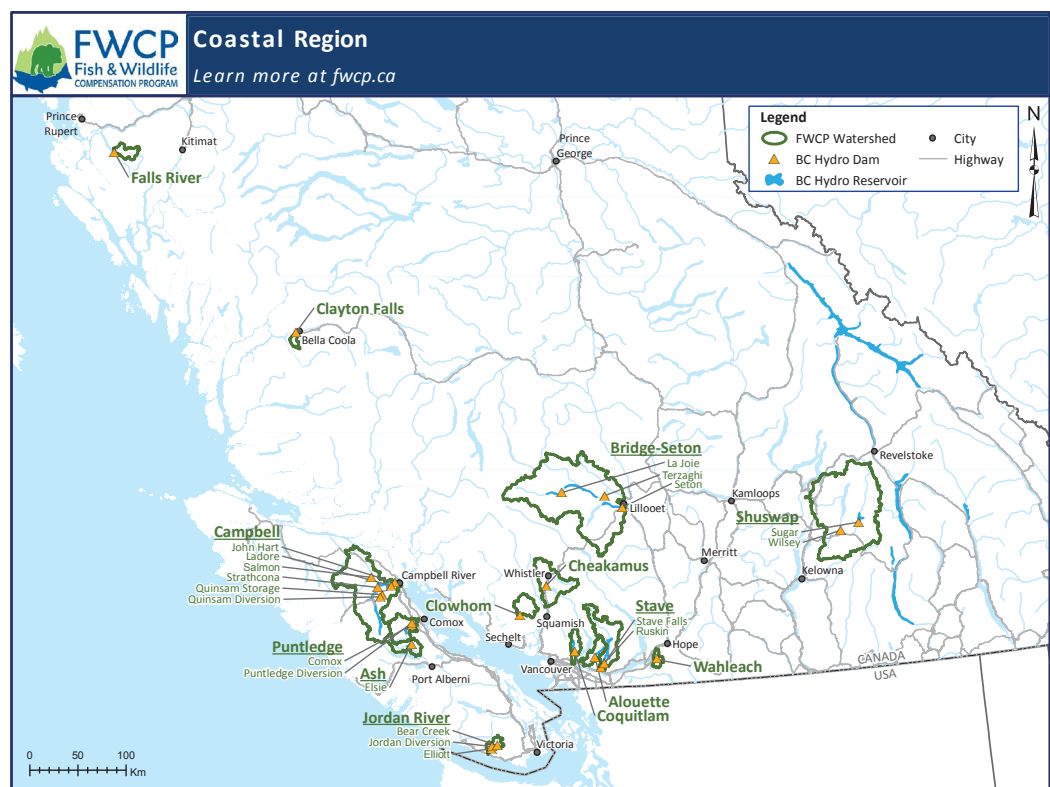 FWCP
Fish & Wildlife
COMPENSATION PROGRAM
Coastal Region
Learn more at fwcp.ca
Legend
FWCP Watershed
BC Hydro Dam
BC Hydro Reservoir
City
Highway
N
Prince
Rupert
Kitimat
Falls River
Prince
George
Clayton Falls
Bella Coola
Bridge-Seton
La Joie
Terzaghi
Seton
Lillooet
Revelstoke
Kamloops
Shuswap
Sugar
Wilsey
Merritt
Kelowna
Campbell
John Hart
Ladore
Salmon
Strathcona
Quinsam Storage
Quinsam Diversion
Campbell River
Comox
Whistler
Cheakamus
Clowhom
Squamish
Sechelt
Stave
Stave Falls
Ruskin
Hope
Wahleach
Vancouver
Puntledge
Comox
Puntledge Diversion
Ash
Elsie
Port Alberni
Alouette
Coquitlam
CANADA
USA
Jordan River
Bear Creek
Jordan Diversion
Elliott
Victoria
0 50 100
Km